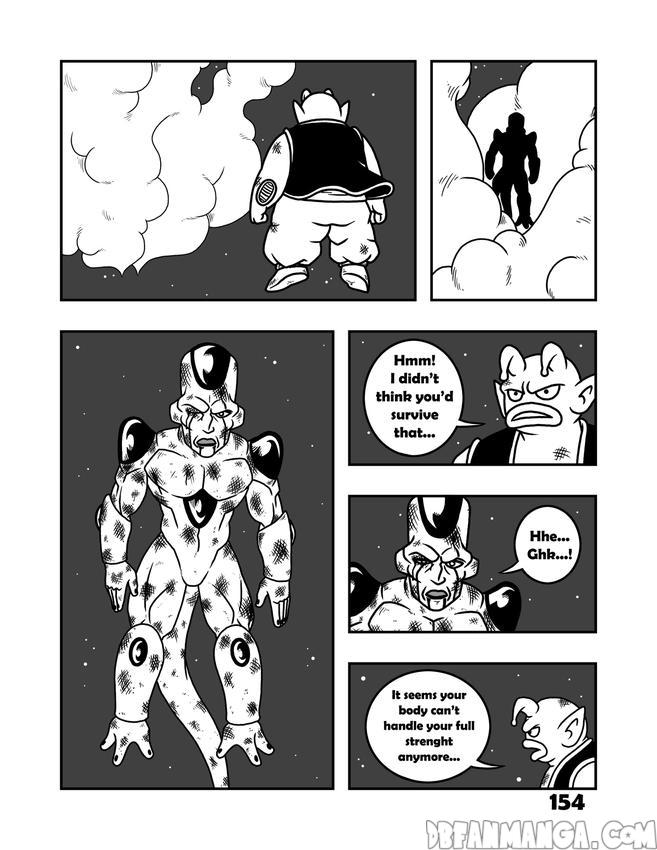 Hmm!
I didn't
think you'd
survive
that...
Hhe...
Ghk...!
It seems your
body can't
handle your full
strenght
anymore...
154
DBFANMANGA.COM